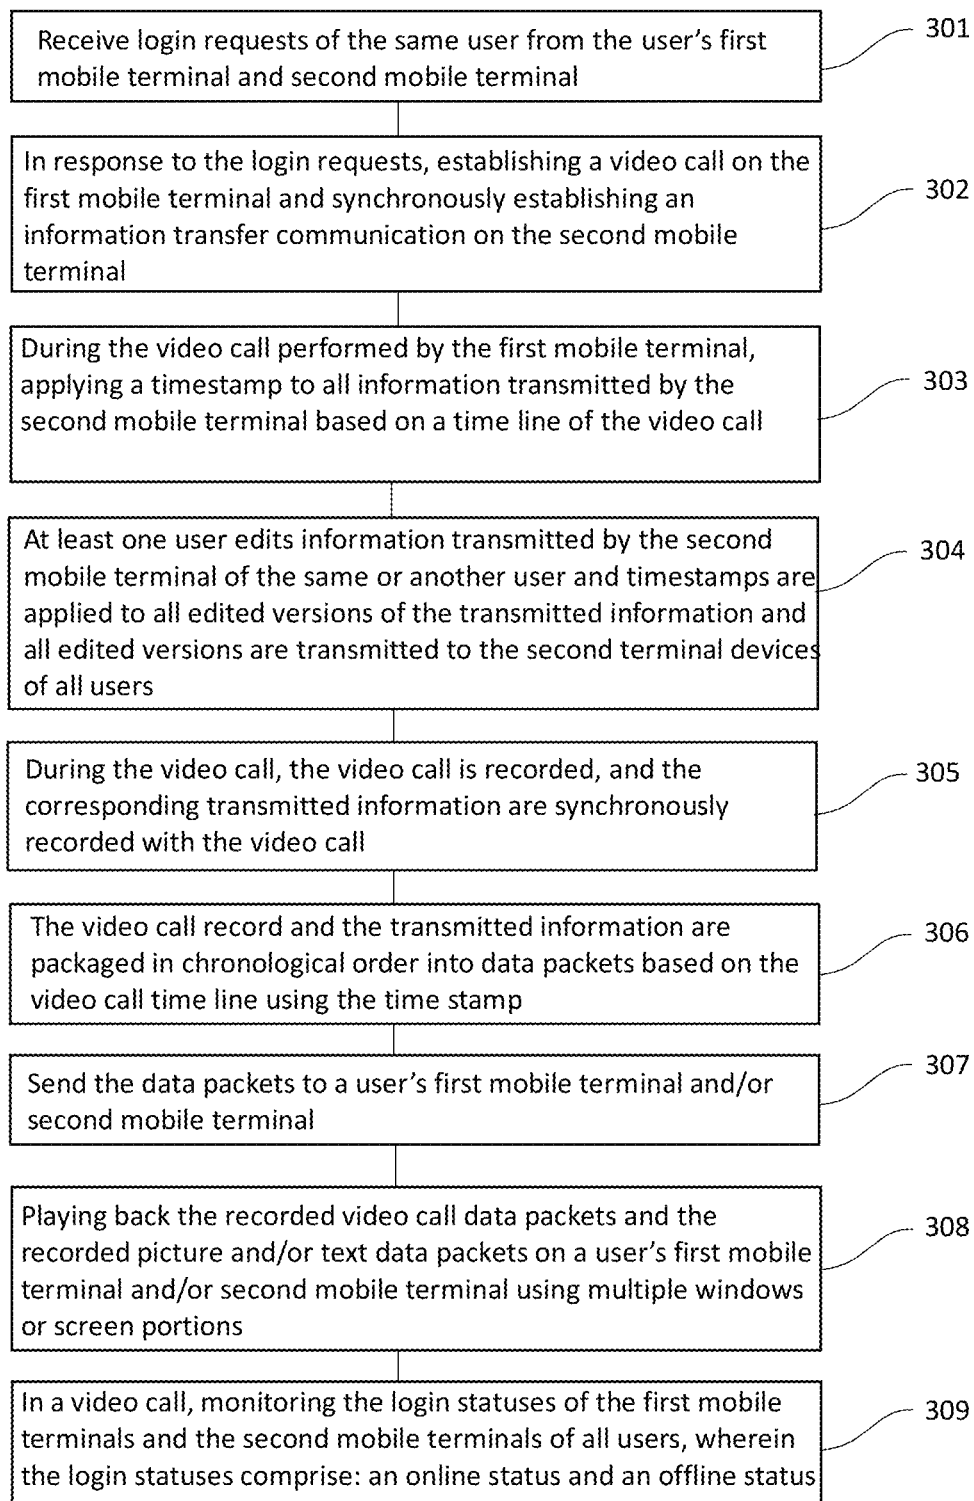 Receive login requests of the same user from the user's first
mobile terminal and second mobile terminal
301
In response to the login requests, establishing a video call on the
first mobile terminal and synchronously establishing an
information transfer communication on the second mobile
terminal
302
During the video call performed by the first mobile terminal,
applying a timestamp to all information transmitted by the
second mobile terminal based on a time line of the video call
303
At least one user edits information transmitted by the second
mobile terminal of the same or another user and timestamps are
applied to all edited versions of the transmitted information and
all edited versions are transmitted to the second terminal devices
of all users
304
During the video call, the video call is recorded, and the
corresponding transmitted information are synchronously
recorded with the video call
305
The video call record and the transmitted information are
packaged in chronological order into data packets based on the
video call time line using the time stamp
306
Send the data packets to a user's first mobile terminal and/or
second mobile terminal
307
Playing back the recorded video call data packets and the
recorded picture and/or text data packets on a user's first mobile
terminal and/or second mobile terminal using multiple windows
or screen portions
308
In a video call, monitoring the login statuses of the first mobile
terminals and the second mobile terminals of all users, wherein
the login statuses comprise: an online status and an offline status
309